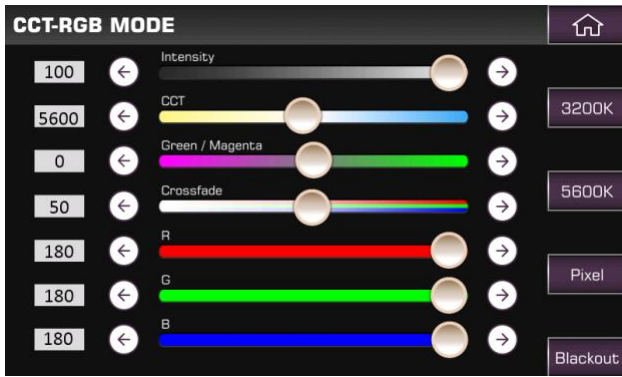 CCT-RGB MODE
Intensity
100
CCT
5600
3200K
Green / Magenta
0
Crossfade
50
5600K
R
180
G
180
Pixel
B
180
Blackout